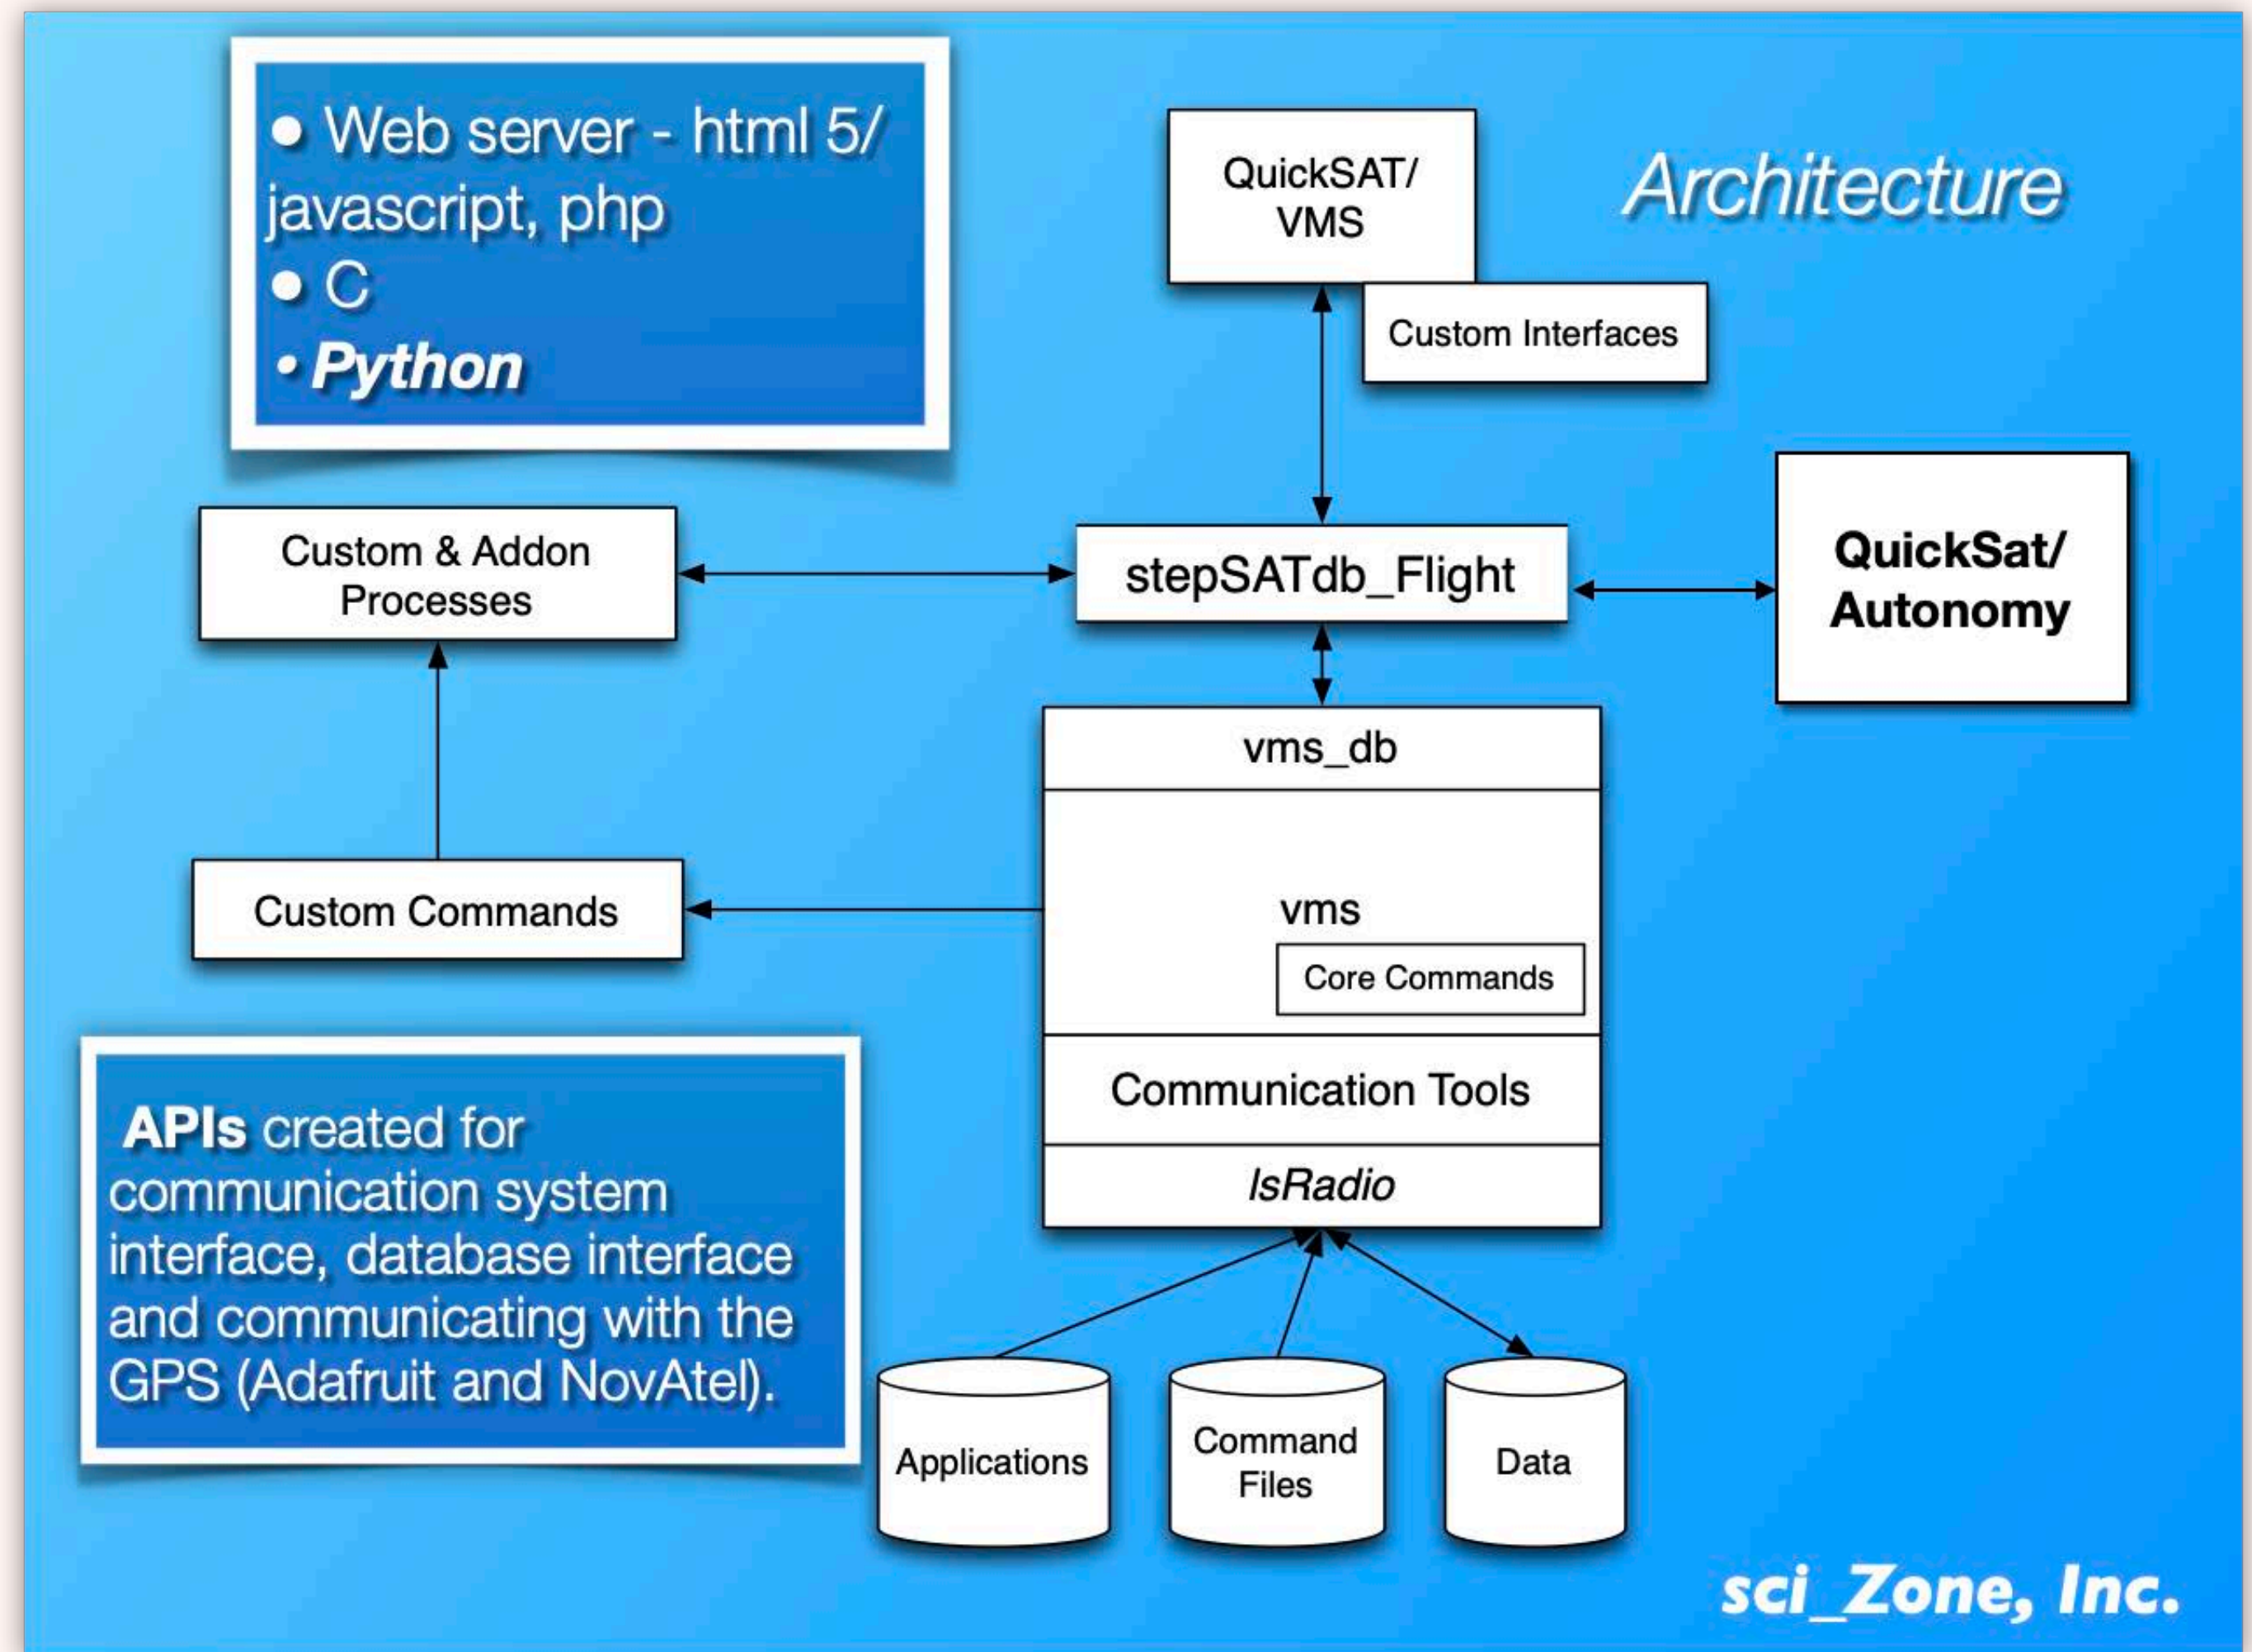 ● Web server - html 5/
javascript, php
● C
• Python
QuickSAT/
VMS
Architecture
Custom Interfaces
Custom & Addon
Processes
stepSATdb_Flight
QuickSat/
Autonomy
vms_db
vms
Custom Commands
Core Commands
Communication Tools
lsRadio
APIs created for
communication system
interface, database interface
and communicating with the
GPS (Adafruit and NovAtel).
Applications
Command
Files
Data
sci_Zone, Inc.